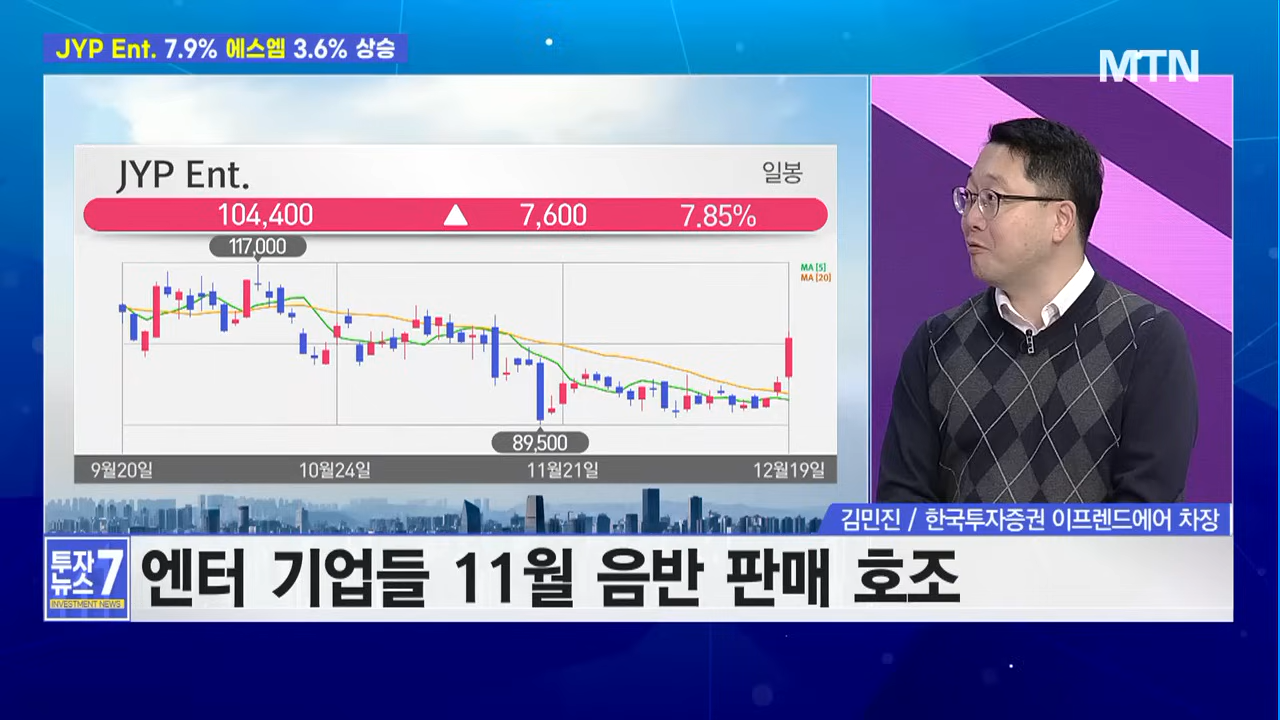 JYP Ent. 7.9% 에스엠 3.6% 상승
MTN
JYP Ent.
일봉
104,400 ▲ 7,600 7.85%
117,000
MA [5]
MA [20]
89,500
9월20일 10월24일 11월21일 12월19일
김민진 / 한국투자증권 이프렌드에어 차장
투자
뉴스7
INVESTMENT NEWS
엔터 기업들 11월 음반 판매 호조